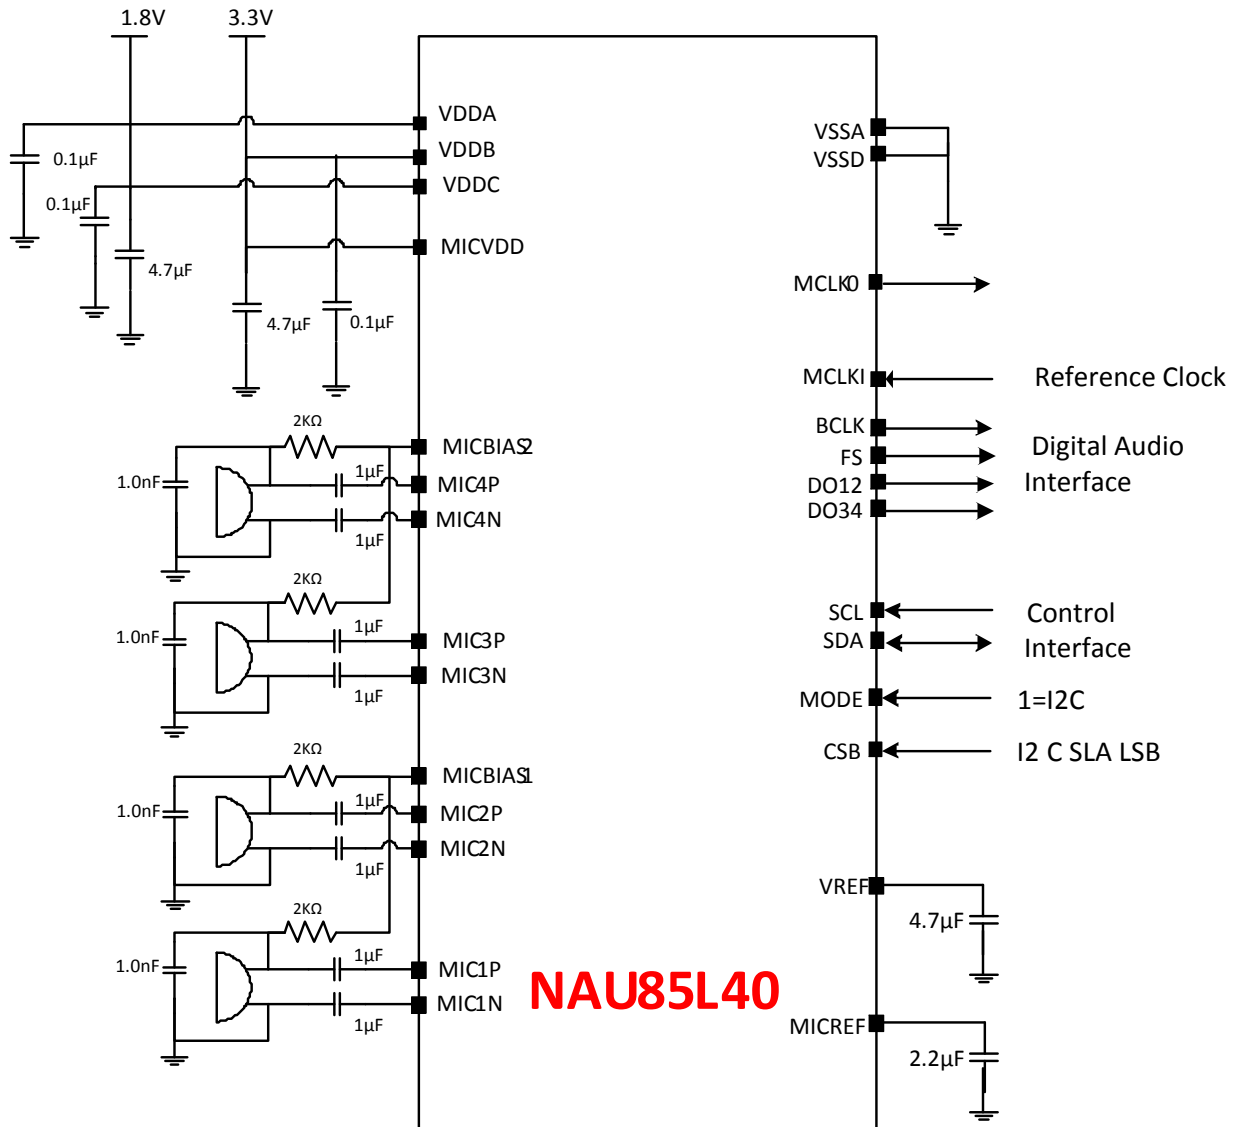 1.8V
3.3V
VDDA
VDDB
VDDC
MICVDD
0.1µF
0.1µF
4.7µF
4.7µF
0.1µF
2KΩ
MICBIAS2
1.0nF
1µF
MIC4P
MIC4N
1µF
2KΩ
1.0nF
1µF
MIC3P
MIC3N
1µF
2KΩ
MICBIAS1
1.0nF
1µF
MIC2P
MIC2N
1µF
2KΩ
1.0nF
1µF
MIC1P
MIC1N
1µF
NAU85L40
VSSA
VSSD
MCLK0
MCLKI
Reference Clock
BCLK
FS
DO12
DO34
Digital Audio
Interface
SCL
SDA
Control
Interface
MODE
1=I2C
CSB
I2 C SLA LSB
VREF
4.7µF
MICREF
2.2µF